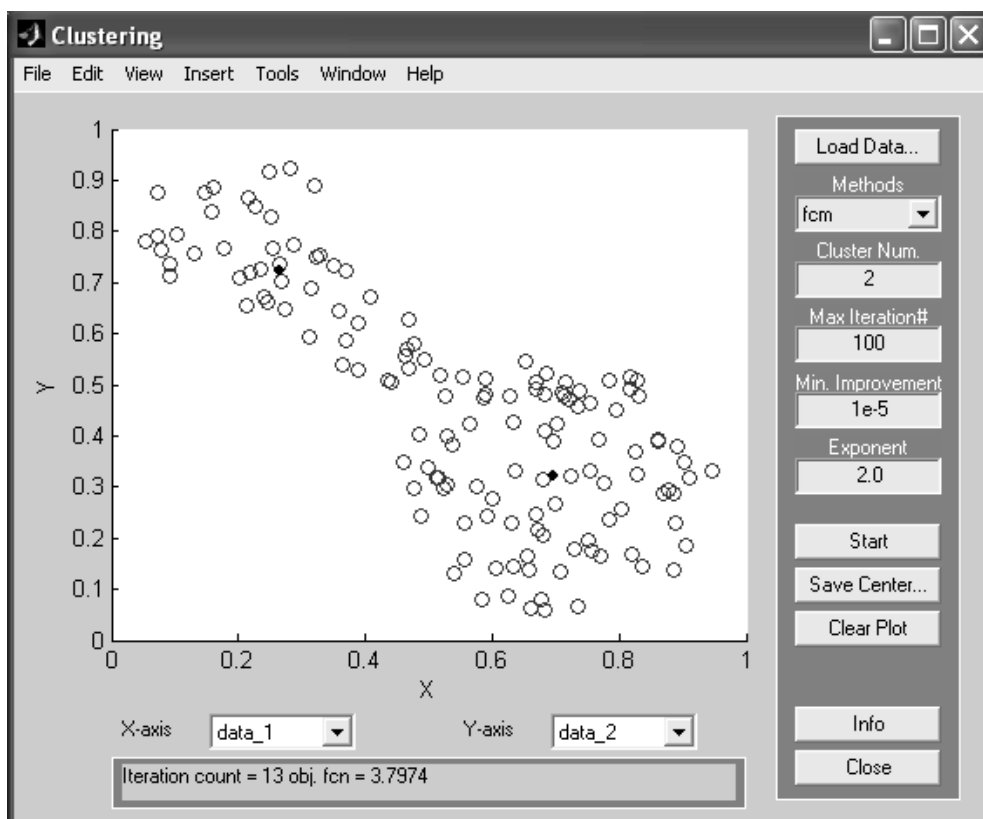 Clustering
File Edit View Insert Tools Window Help
1
0.9
0.8
0.7
0.6
0.5
0.4
0.3
0.2
0.1
0
Y
0 0.2 0.4 0.6 0.8 1
X
X-axis data_1 Y-axis data_2
Iteration count = 13 obj. fcn = 3.7974
Load Data...
Methods
fcm
Cluster Num.
2
Max Iteration#
100
Min. Improvement
1e-5
Exponent
2.0
Start
Save Center...
Clear Plot
Info
Close